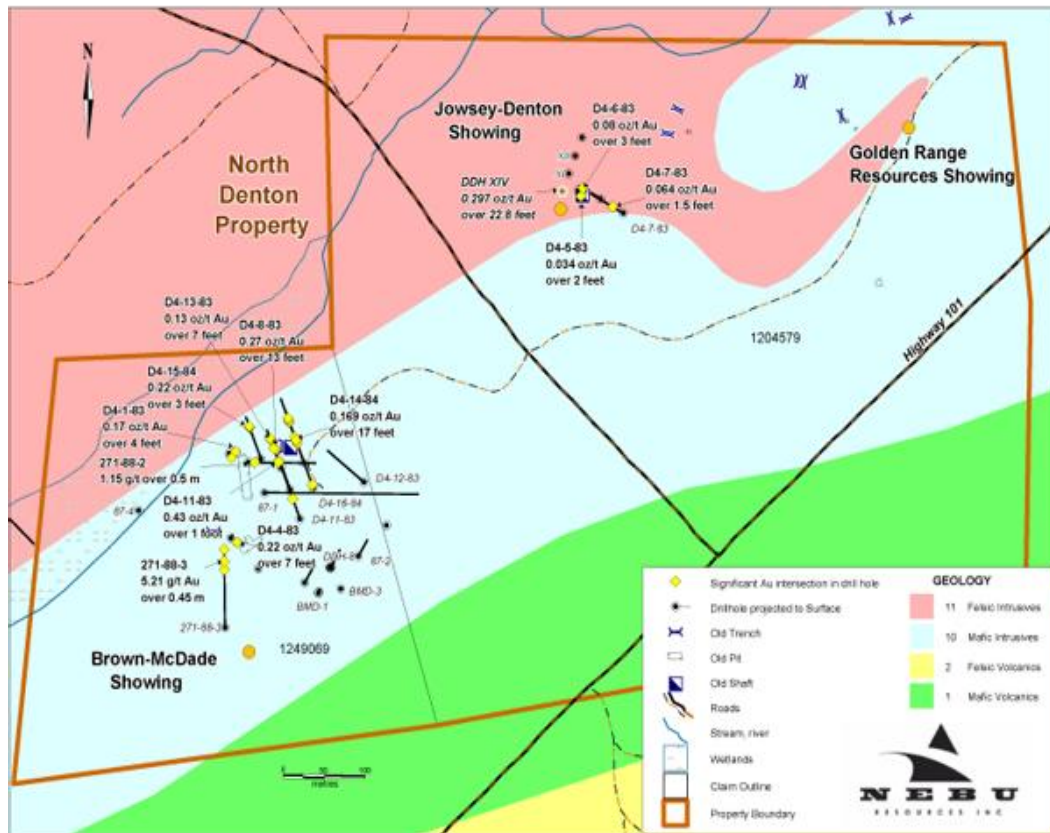 N
North
Denton
Property
Jowsey-Denton
Showing
D4-6-83
0.08 oz/t Au
over 3 feet
Golden Range
Resources Showing
D4-7-83
0.064 oz/t Au
over 1.5 feet
DDH XIV
0.297 oz/t Au
over 22.8 feet
D4-7-83
D4-5-83
0.034 oz/t Au
over 2 feet
Highway 101
1204579
D4-13-83
0.13 oz/t Au
over 7 feet
D4-8-83
0.27 oz/t Au
over 13 feet
D4-15-84
0.22 oz/t Au
over 3 feet
D4-14-84
0.169 oz/t Au
over 17 feet
D4-1-83
0.17 oz/t Au
over 4 feet
271-88-2
1.15 g/t over 0.5 m
D4-12-83
D4-16-84
D4-11-83
87-1
87-4
D4-11-83
0.43 oz/t Au
over 1 foot
D4-4-83
0.22 oz/t Au
over 7 feet
87-2
BMD-3
BMD-1
271-88-3
5.21 g/t Au
over 0.45 m
271-88-3
1249069
Brown-McDade
Showing
0 50 100
metres
Significant Au intersection in drill hole
Drillhole projected to Surface
Old Trench
Old Pit
Old Shaft
Roads
Stream, river
Wetlands
Claim Outline
Property Boundary
GEOLOGY
11 Felsic Intrusives
10 Mafic Intrusives
2 Felsic Volcanics
1 Mafic Volcanics
NEBU
RESOURCES INC.